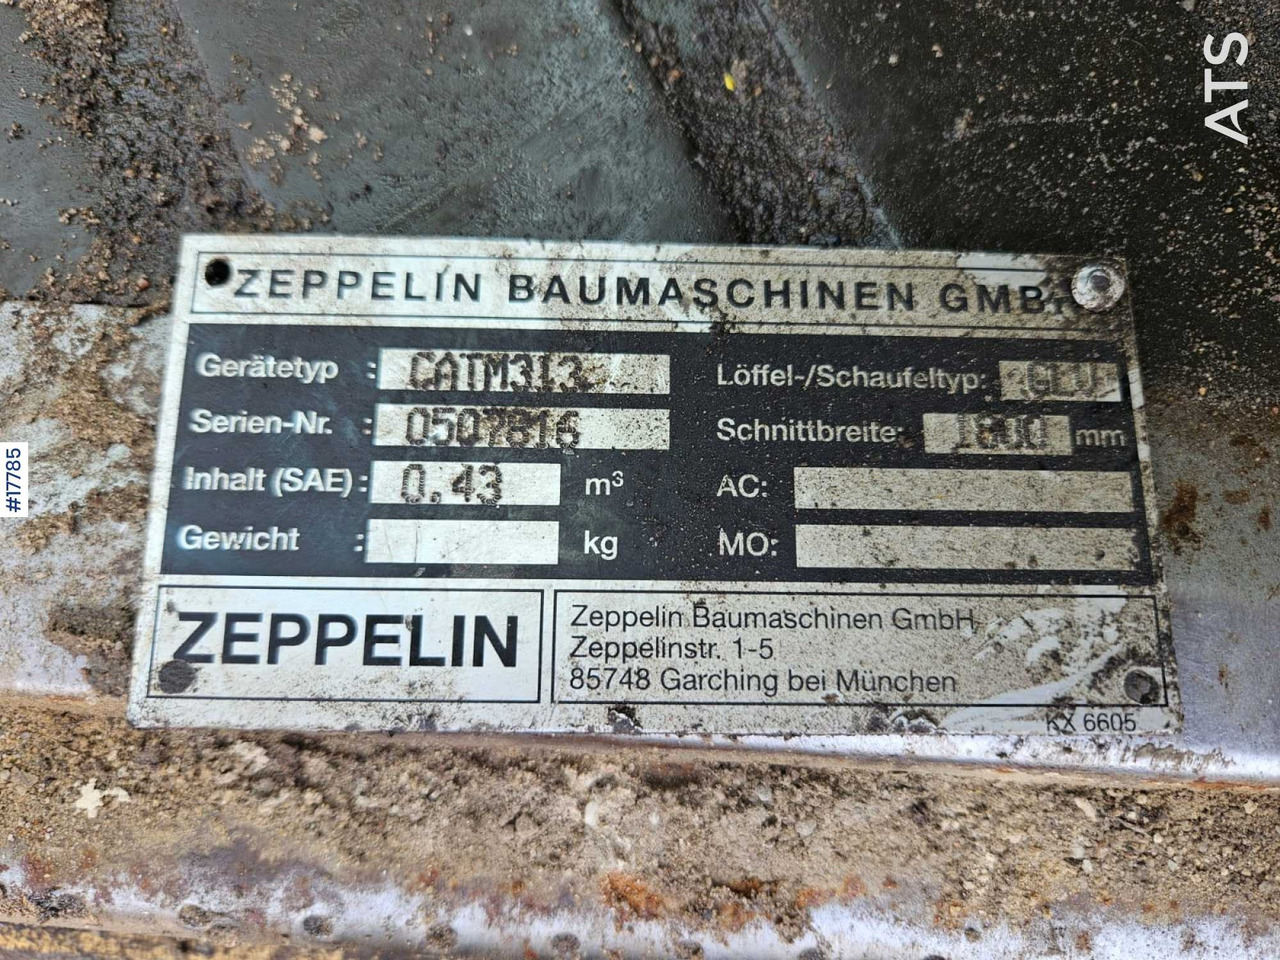 ATS
#17785
ZEPPELIN BAUMASCHINEN GMB
Gerätetyp : CATM313
Serien-Nr. :
Inhalt (SAE) : 0.43 m³
Gewicht : kg
Löffel-/Schaufeltyp:
Schnittbreite: mm
AC:
MO:
ZEPPELIN
Zeppelin Baumaschinen GmbH
Zeppelinstr. 1-5
85748 Garching bei München
KX 6605